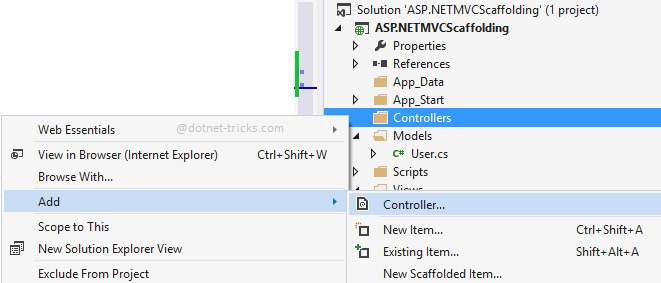 Solution 'ASP.NETMVCScaffolding' (1 project)
ASP.NETMVCScaffolding
Properties
References
App_Data
App_Start
Controllers
Models
C# User.cs
Scripts
Views
Web Essentials
@dotnet-tricks.com
View in Browser (Internet Explorer) Ctrl+Shift+W
Browse With...
Add
Scope to This
New Solution Explorer View
Exclude From Project
Controller...
New Item... Ctrl+Shift+A
Existing Item... Shift+Alt+A
New Scaffolded Item...